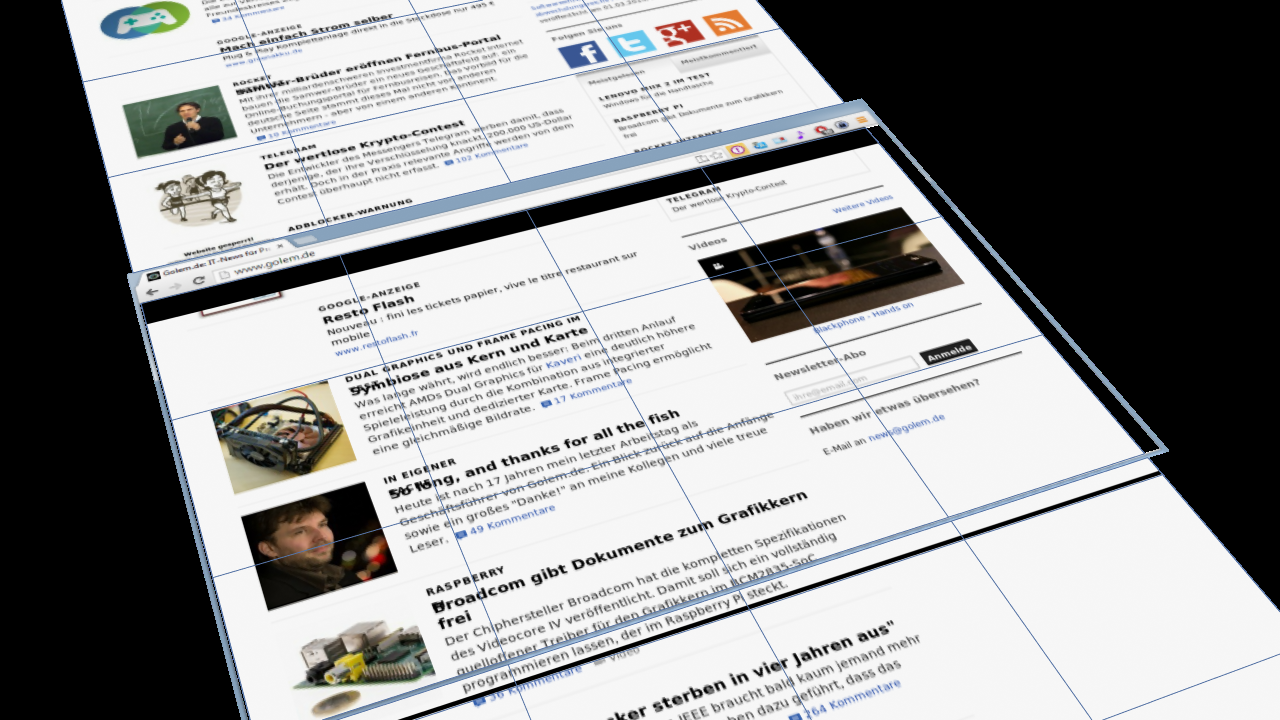 34 Kommentare
GOOGLE-ANZEIGE
Mach einfach Strom selber
Plug & Play Komplettanlage direkt in die Steckdose nur 495 €
ROCKET
Samwer-Brüder eröffnen Fernbus-Portal
Mit ihrer milliardenschweren Investmentfirma Rocket Internet
bauen die Samwer-Brüder ein neues Geschäftsfeld auf: ein
Online-Buchungsportal für Fernbusreisen. Das Vorbild für die
deutsche Seite stammt dieses Mal nicht von anderen
Unternehmern - aber von einem anderen Kontinent.
10 Kommentare
TELEGRAM
Der wertlose Krypto-Contest
Die Entwickler des Messengers Telegram werben damit, dass
derjenige, der ihre Verschlüsselung knackt, 200.000 US-Dollar
erhält. Doch in der Praxis relevante Angriffe werden von dem
Contest überhaupt nicht erfasst. 102 Kommentare
ADBLOCKER-WARNUNG
Website gesperrt!
Folgen Sie uns
Meistgelesen
Meistkommentiert
LENOVO MIIX 2 IM TEST
Windows für die Handtasche
RASPBERRY PI
Broadcom gibt Dokumente zum Grafikkern
frei
ROCKET INTERNET
Golem.de: IT-News für Pr
www.golem.de
TELEGRAM
Der wertlose Krypto-Contest
GOOGLE-ANZEIGE
Resto Flash
Nouveau : fini les tickets papier, vive le titre restaurant sur
mobile
www.restoflash.fr
DUAL GRAPHICS UND FRAME PACING IM
Symbiose aus Kern und Karte
Was lange währt, wird endlich besser: Beim dritten Anlauf
erreicht AMDs Dual Graphics für Kaveri eine deutlich höhere
Spieleleistung durch die Kombination aus integrierter
Grafikeinheit und dedizierter Karte. Frame Pacing ermöglicht
eine gleichmäßige Bildrate. 17 Kommentare
IN EIGENER
So long, and thanks for all the fish
Heute ist nach 17 Jahren mein letzter Arbeitstag als
Geschäftsführer von Golem.de. Ein Blick zurück auf die Anfänge
sowie ein großes "Danke!" an meine Kollegen und viele treue
Leser. 49 Kommentare
RASPBERRY
Broadcom gibt Dokumente zum Grafikkern
frei
Der Chiphersteller Broadcom hat die kompletten Spezifikationen
des Videocore IV veröffentlicht. Damit soll sich ein vollständig
quelloffener Treiber für den Grafikkern im BCM2835-SoC
programmieren lassen, der im Raspberry Pi steckt.
36 Kommentare Video
Weitere Videos
Videos
Blackphone - Hands on
Newsletter-Abo
ihre@email.com
Anmelde
Haben wir etwas übersehen?
E-Mail an news@golem.de
ker sterben in vier Jahren aus"
IEEE braucht bald kaum jemand mehr
ben dazu geführt, dass das
264 Kommentare